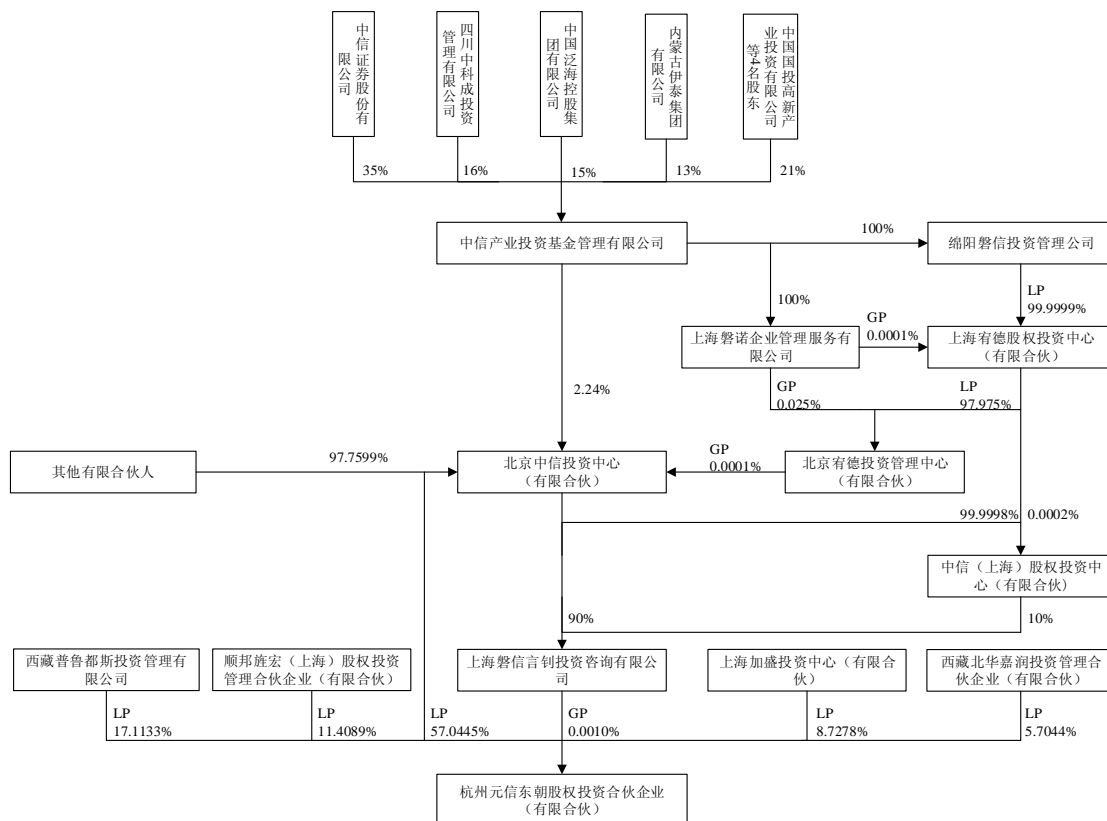 中信证券股份有
限公司
四川中科成投资
管理有限公司
中国泛海控股集
团有限公司
内蒙古伊泰集团
有限公司
中国国投高新产
业投资有限公司
等4名股东
35%
16%
15%
13%
21%
中信产业投资基金管理有限公司
100%
绵阳磐信投资管理公司
100%
LP
99.9999%
上海磐诺企业管理服务有
限公司
GP
0.0001%
上海宥德股权投资中心
（有限合伙）
2.24%
GP
0.025%
LP
97.975%
其他有限合伙人
97.7599%
北京中信投资中心
（有限合伙）
GP
0.0001%
北京宥德投资管理中心
（有限合伙）
99.9998%
0.0002%
中信（上海）股权投资中
心（有限合伙）
90%
10%
西藏普鲁都斯投资管理有
限公司
顺邦旌宏（上海）股权投资
管理合伙企业（有限合伙）
上海磐信言钊投资咨询有限公
司
上海加盛投资中心（有限合
伙）
西藏北华嘉润投资管理合
伙企业（有限合伙）
LP
17.1133%
LP
11.4089%
LP
57.0445%
GP
0.0010%
LP
8.7278%
LP
5.7044%
杭州元信东朝股权投资合伙企业
（有限合伙）